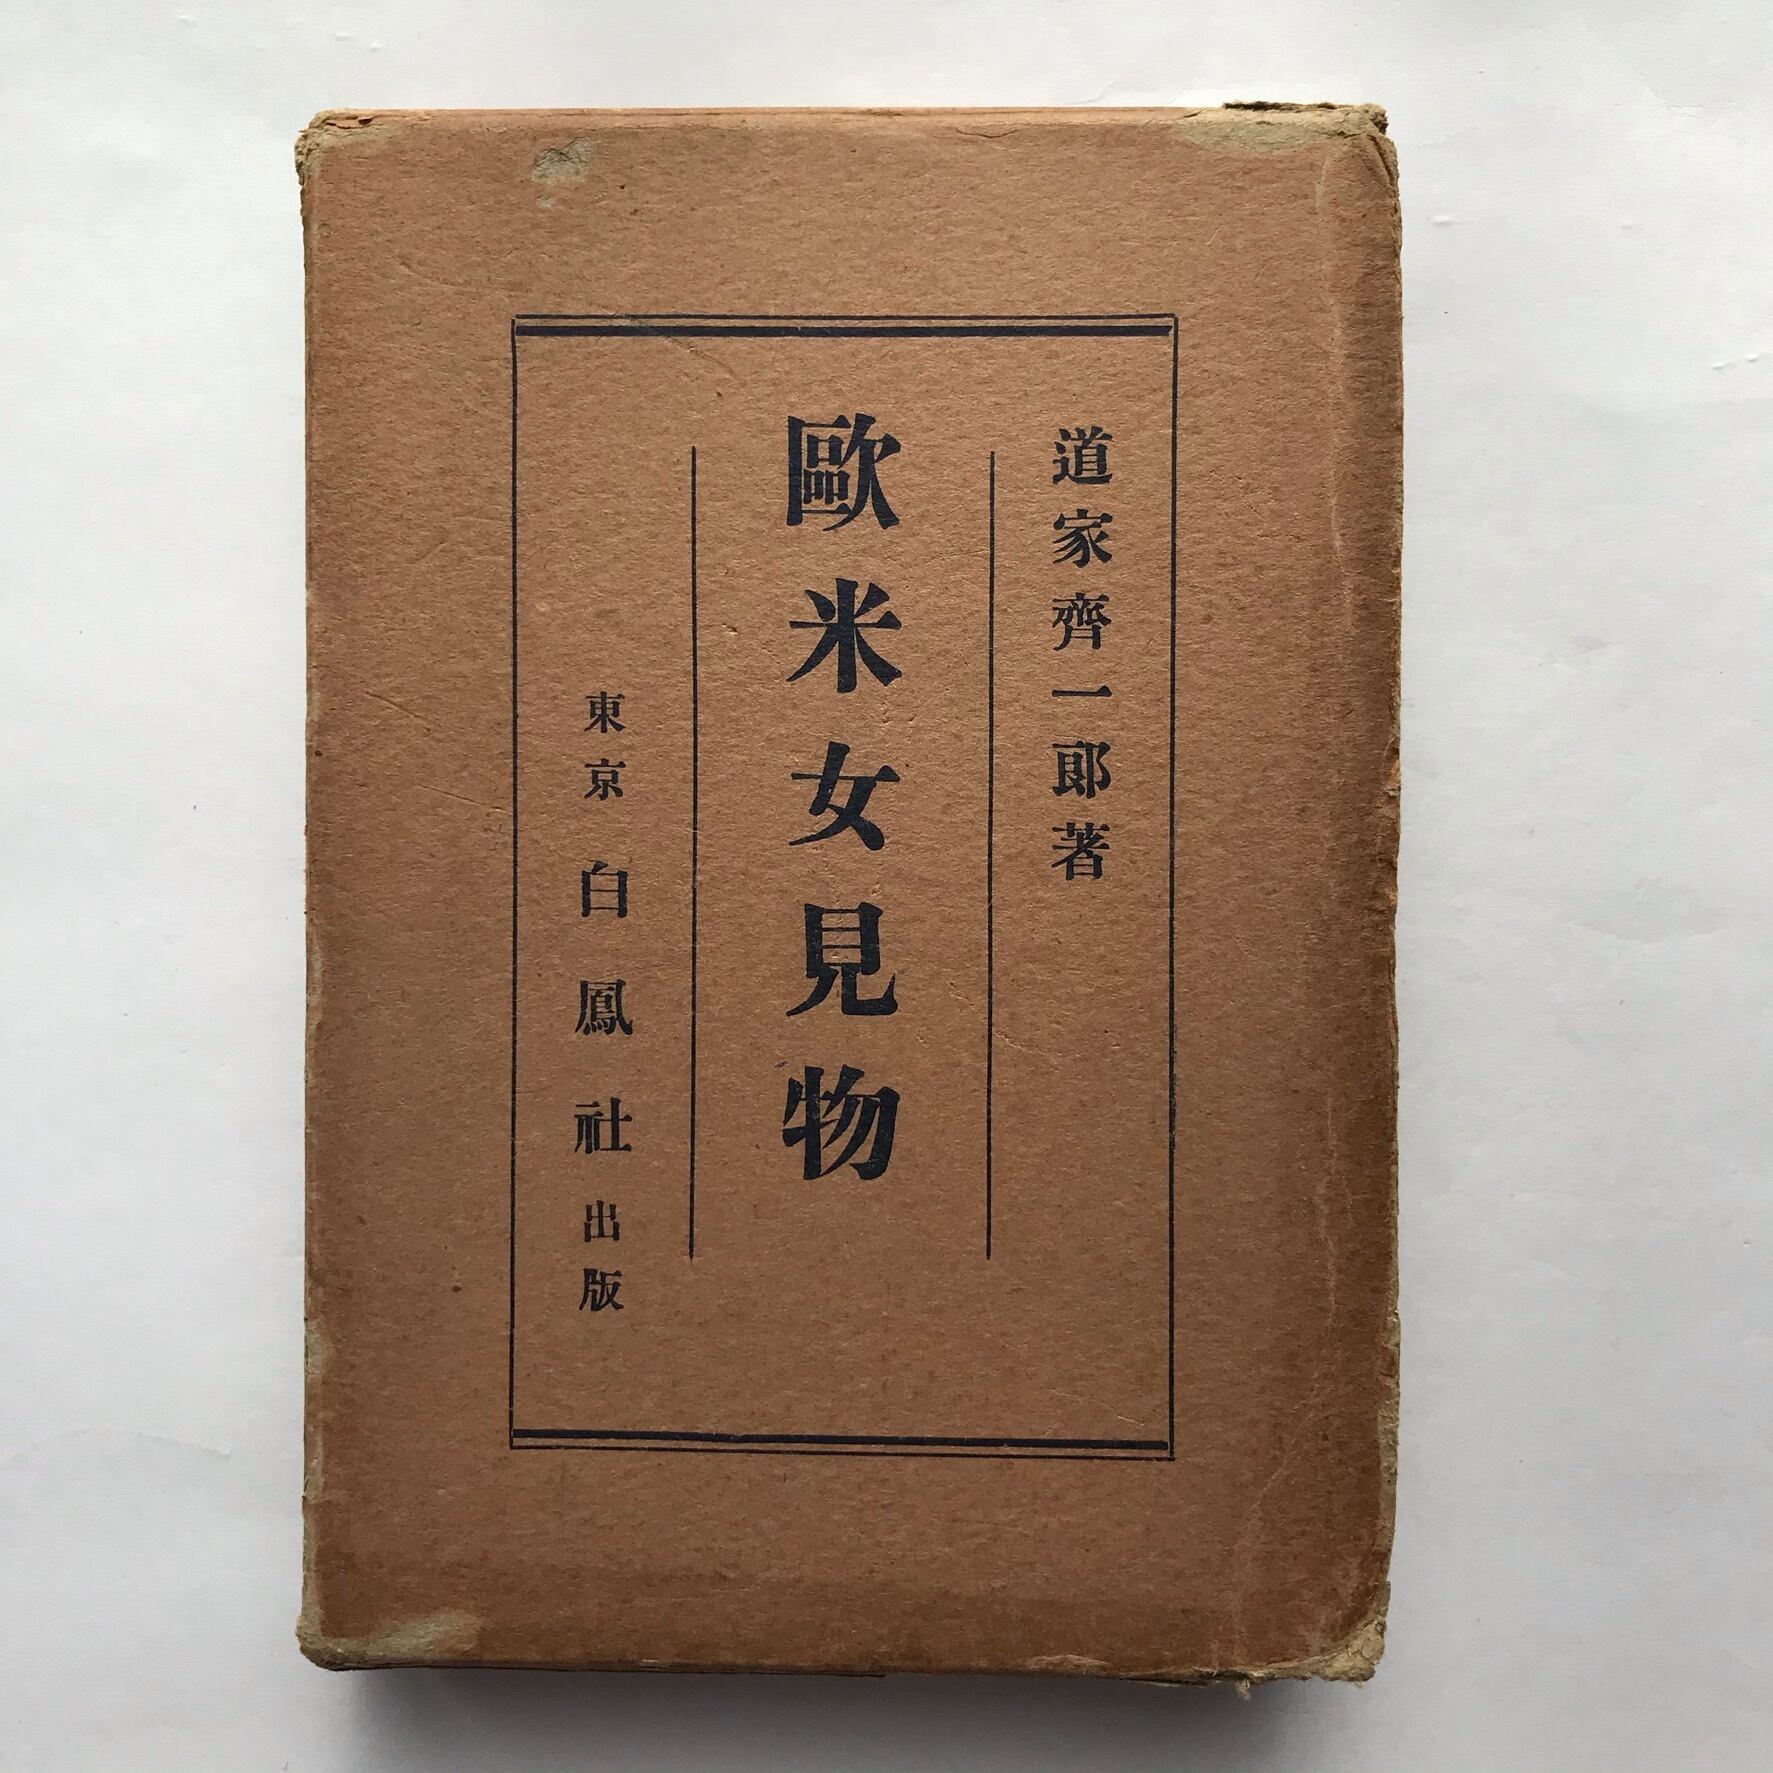 道家齊一郎著
歐米女見物
東京 白鳳社 出版